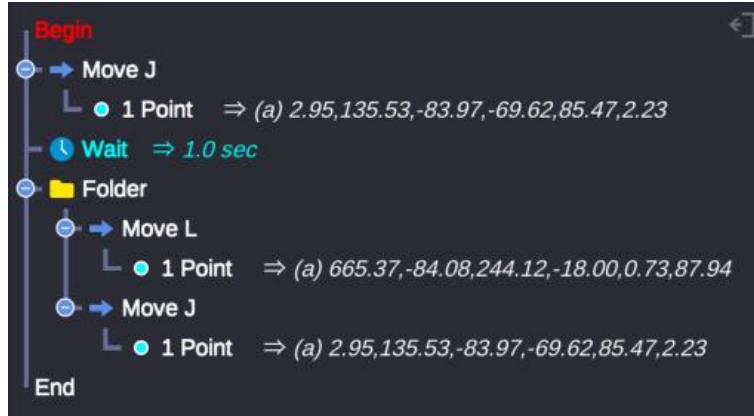 Begin
Move J
1 Point ⇒ (a) 2.95,135.53,-83.97,-69.62,85.47,2.23
Wait ⇒ 1.0 sec
Folder
Move L
1 Point ⇒ (a) 665.37,-84.08,244.12,-18.00,0.73,87.94
Move J
1 Point ⇒ (a) 2.95,135.53,-83.97,-69.62,85.47,2.23
End